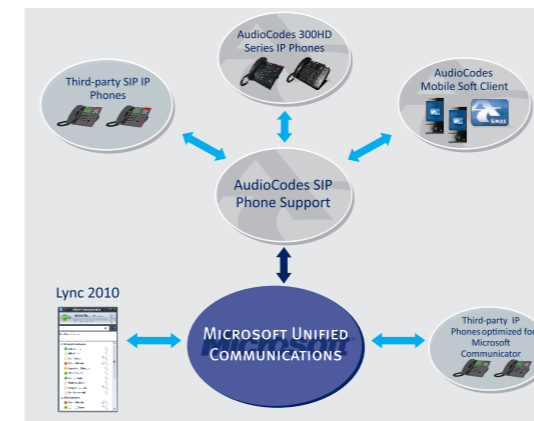 AudioCodes 300HD
Series IP Phones
Third-party SIP IP
Phones
AudioCodes
Mobile Soft Client
AudioCodes SIP
Phone Support
Lync 2010
Microsoft
MICROSOFT UNIFIED
COMMUNICATIONS
Third-party IP
Phones optimized for
Microsoft
Communicator